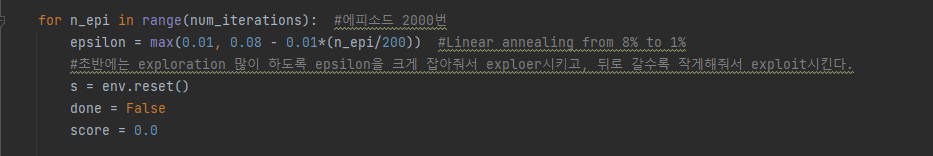 for n_epi in range(num_iterations):  #에피소드 2000번
epsilon = max(0.01, 0.08 - 0.01*(n_epi/200))  #Linear annealing from 8% to 1%
#초반에는 exploration 많이 하도록 epsilon을 크게 잡아줘서 exploer시키고, 뒤로 갈수록 작게해줘서 exploit시킨다.
s = env.reset()
done = False
score = 0.0